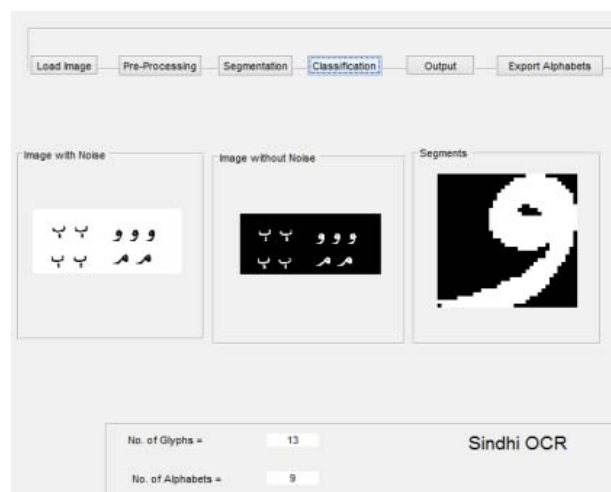 Load Image Pre-Processing Segmentation Classification Output Export Alphabets
Image with Noise
و و و ب ب
م م
Image without Noise
و و و ب ب
م م
Segments
و
No. of Glyphs = 13
No. of Alphabets = 9
Sindhi OCR